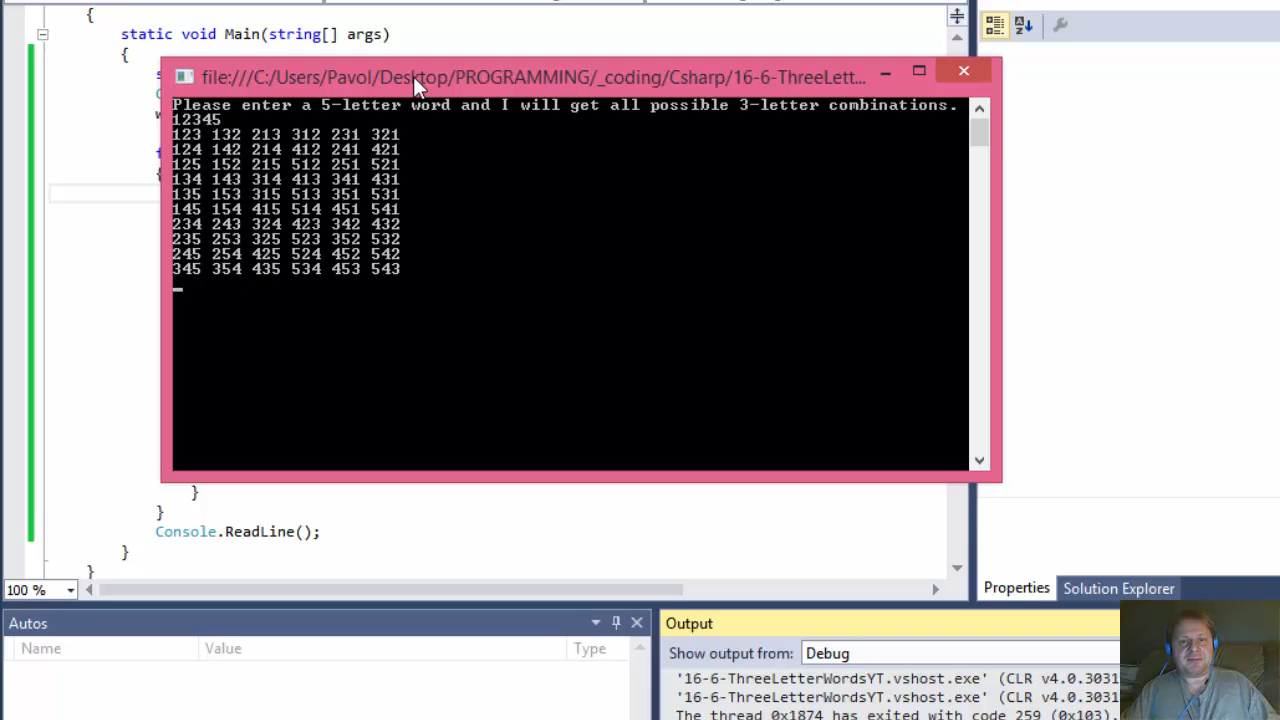 {
static void Main(string[] args)
{
file:///C:/Users/Pavol/Desktop/PROGRAMMING/_coding/Csharp/16-6-ThreeLett...
Please enter a 5-letter word and I will get all possible 3-letter combinations.
12345
123 132 213 312 231 321
124 142 214 412 241 421
125 152 215 512 251 521
134 143 314 413 341 431
135 153 315 513 351 531
145 154 415 514 451 541
234 243 324 423 342 432
235 253 325 523 352 532
245 254 425 524 452 542
345 354 435 534 453 543
}
}
Console.ReadLine();
}
}
100 %
Properties Solution Explorer
Autos
Name Value Type
Output
Show output from: Debug
'16-6-ThreeLetterWordsYT.vshost.exe' (CLR v4.0.3031
'16-6-ThreeLetterWordsYT.vshost.exe' (CLR v4.0.3031
The thread 0x1874 has exited with code 259 (0x103).